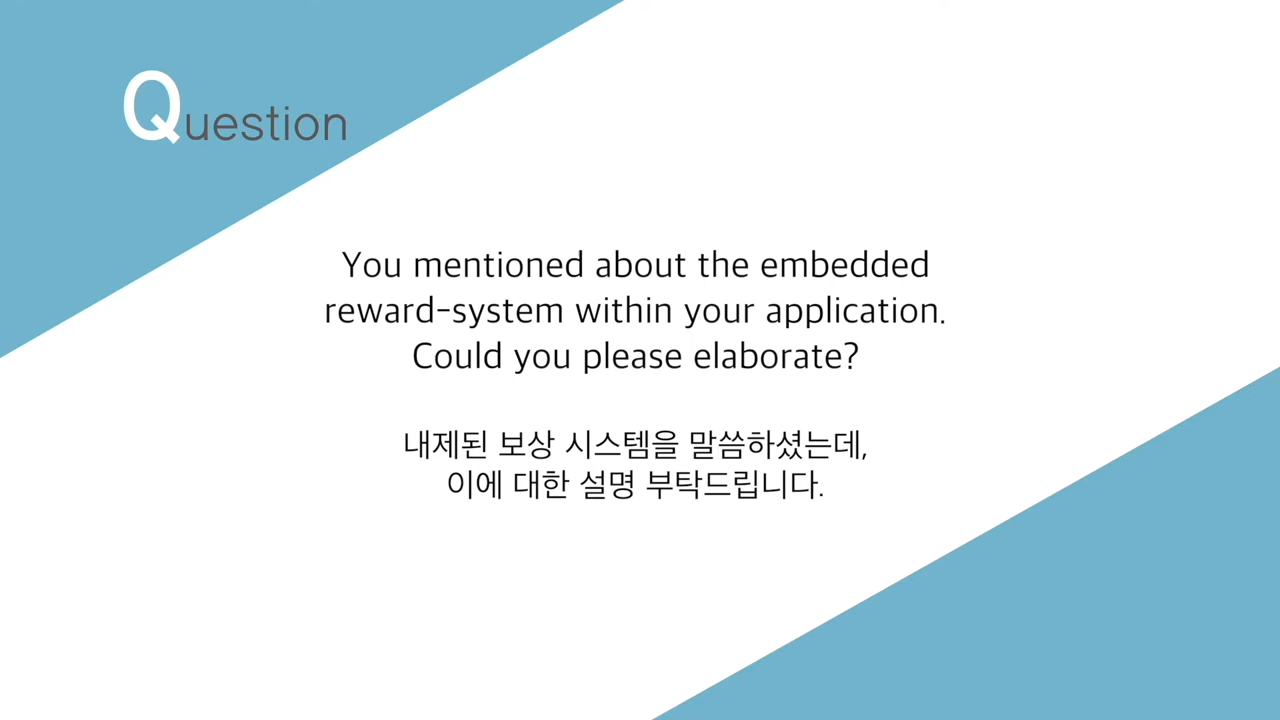 Question
You mentioned about the embedded
reward-system within your application.
Could you please elaborate?
내제된 보상 시스템을 말씀하셨는데,
이에 대한 설명 부탁드립니다.